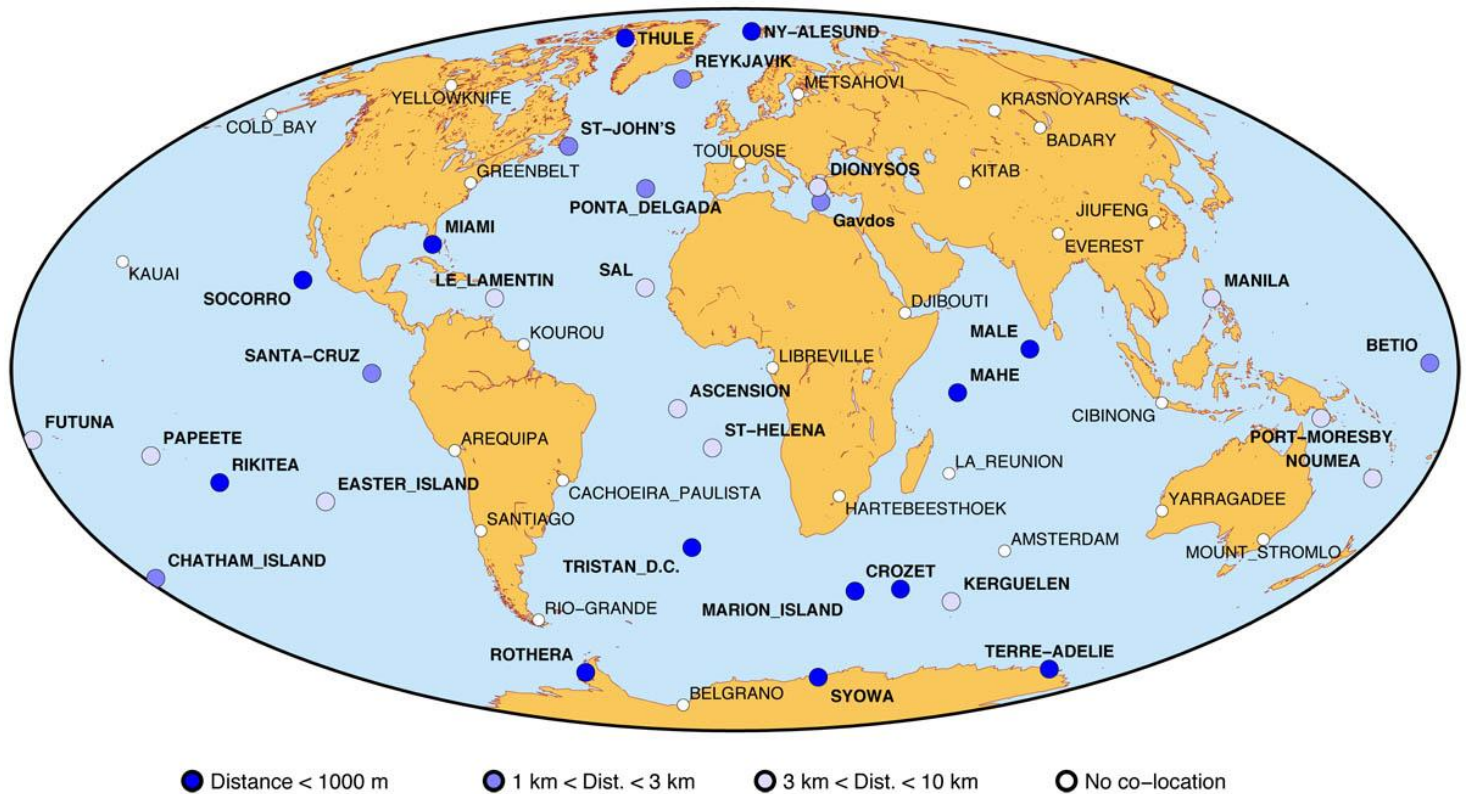 THULE
NY-ALESUND
REYKJAVIK
METSAHOVI
YELLOWKNIFE
KRASNOYARSK
COLD_BAY
ST-JOHN'S
BADARY
TOULOUSE
GREENBELT
DIONYSOS
KITAB
PONTA_DELGADA
JIUFENG
Gavdos
MIAMI
EVEREST
KAUAI
SAL
LE_LAMENTIN
MANILA
SOCORRO
DJIBOUTI
KOUROU
MALE
BETIO
SANTA-CRUZ
LIBREVILLE
MAHE
ASCENSION
CIBINONG
FUTUNA
ST-HELENA
PAPEETE
AREQUIPA
PORT-MORESBY
RIKITEA
LA_REUNION
NOUMEA
EASTER_ISLAND
CACHOEIRA_PAULISTA
YARRAGADEE
HARTEBEESTHOEK
SANTIAGO
AMSTERDAM
MOUNT_STROMLO
CHATHAM_ISLAND
TRISTAN_D.C.
CROZET
KERGUELEN
RIO-GRANDE
MARION_ISLAND
ROTHERA
TERRE-ADELIE
BELGRANO
SYOWA
Distance < 1000 m
1 km < Dist. < 3 km
3 km < Dist. < 10 km
No co-location